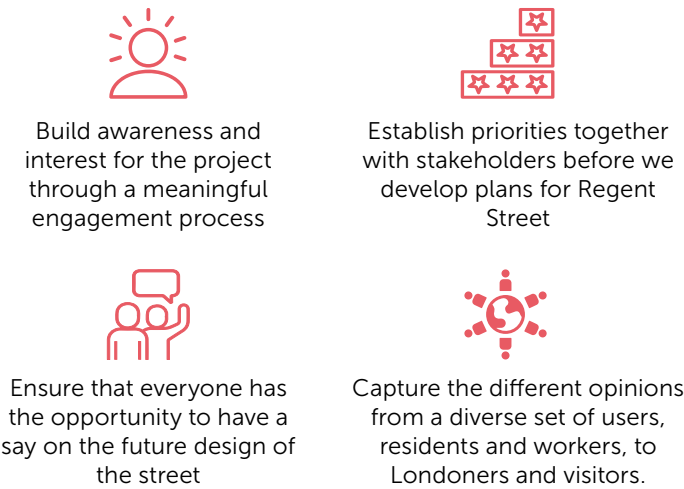 Build awareness and
interest for the project
through a meaningful
engagement process
Establish priorities together
with stakeholders before we
develop plans for Regent
Street
Ensure that everyone has
the opportunity to have a
say on the future design of
the street
Capture the different opinions
from a diverse set of users,
residents and workers, to
Londoners and visitors.